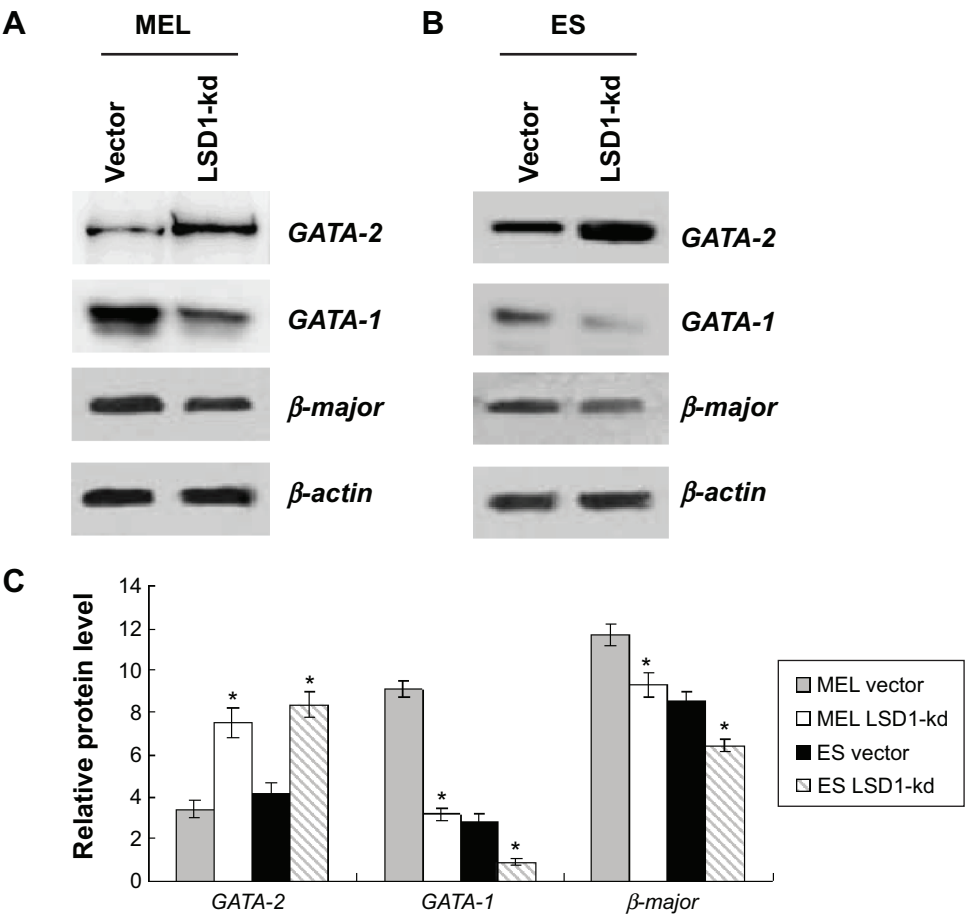 A
MEL
Vector
LSD1-kd
GATA-2
GATA-1
β-major
β-actin
B
ES
Vector
LSD1-kd
GATA-2
GATA-1
β-major
β-actin
C
Relative protein level
14
12
10
8
6
4
2
0
* * * * * *
GATA-2 GATA-1 β-major
MEL vector
MEL LSD1-kd
ES vector
ES LSD1-kd